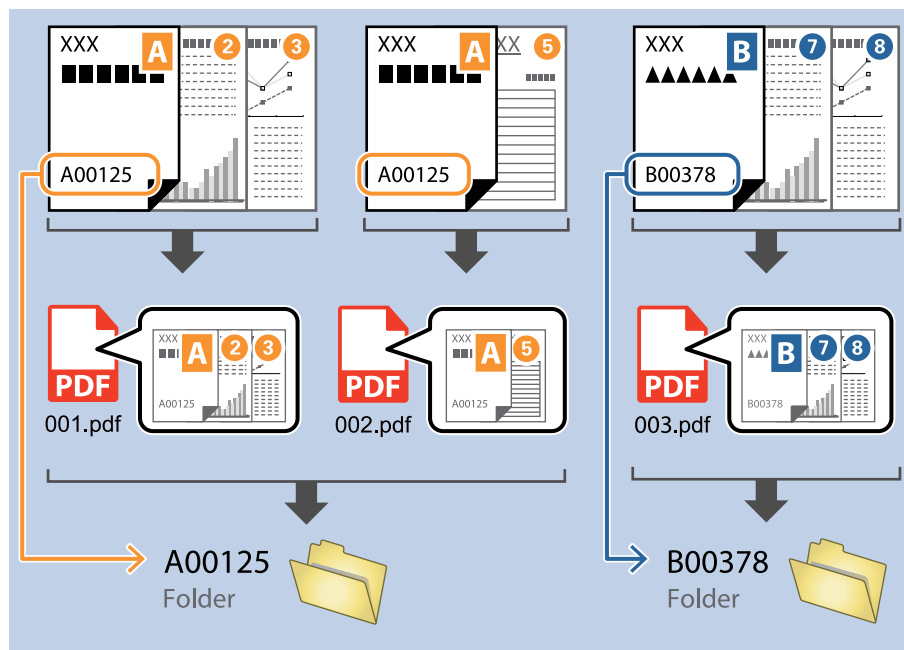 XXX A 2 3
A00125
XXX A XX 5
A00125
XXX B 7 8
B00378
PDF
001.pdf
XXX A 2 3
A00125
PDF
002.pdf
XXX A 5
A00125
PDF
003.pdf
XXX B 7 8
B00378
A00125
Folder
B00378
Folder